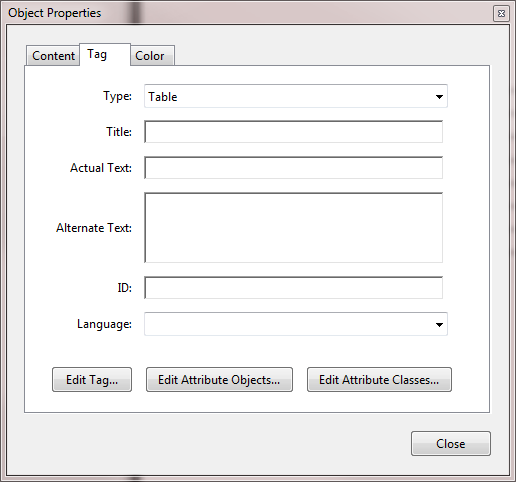 Object Properties
Content Tag Color
Type: Table
Title:
Actual Text:
Alternate Text:
ID:
Language:
Edit Tag... Edit Attribute Objects... Edit Attribute Classes...
Close